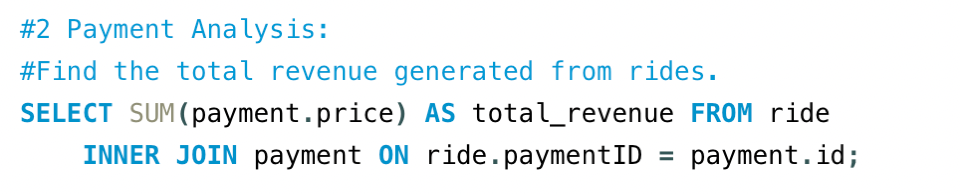 #2 Payment Analysis:
#Find the total revenue generated from rides.
SELECT SUM(payment.price) AS total_revenue FROM ride
    INNER JOIN payment ON ride.paymentID = payment.id;